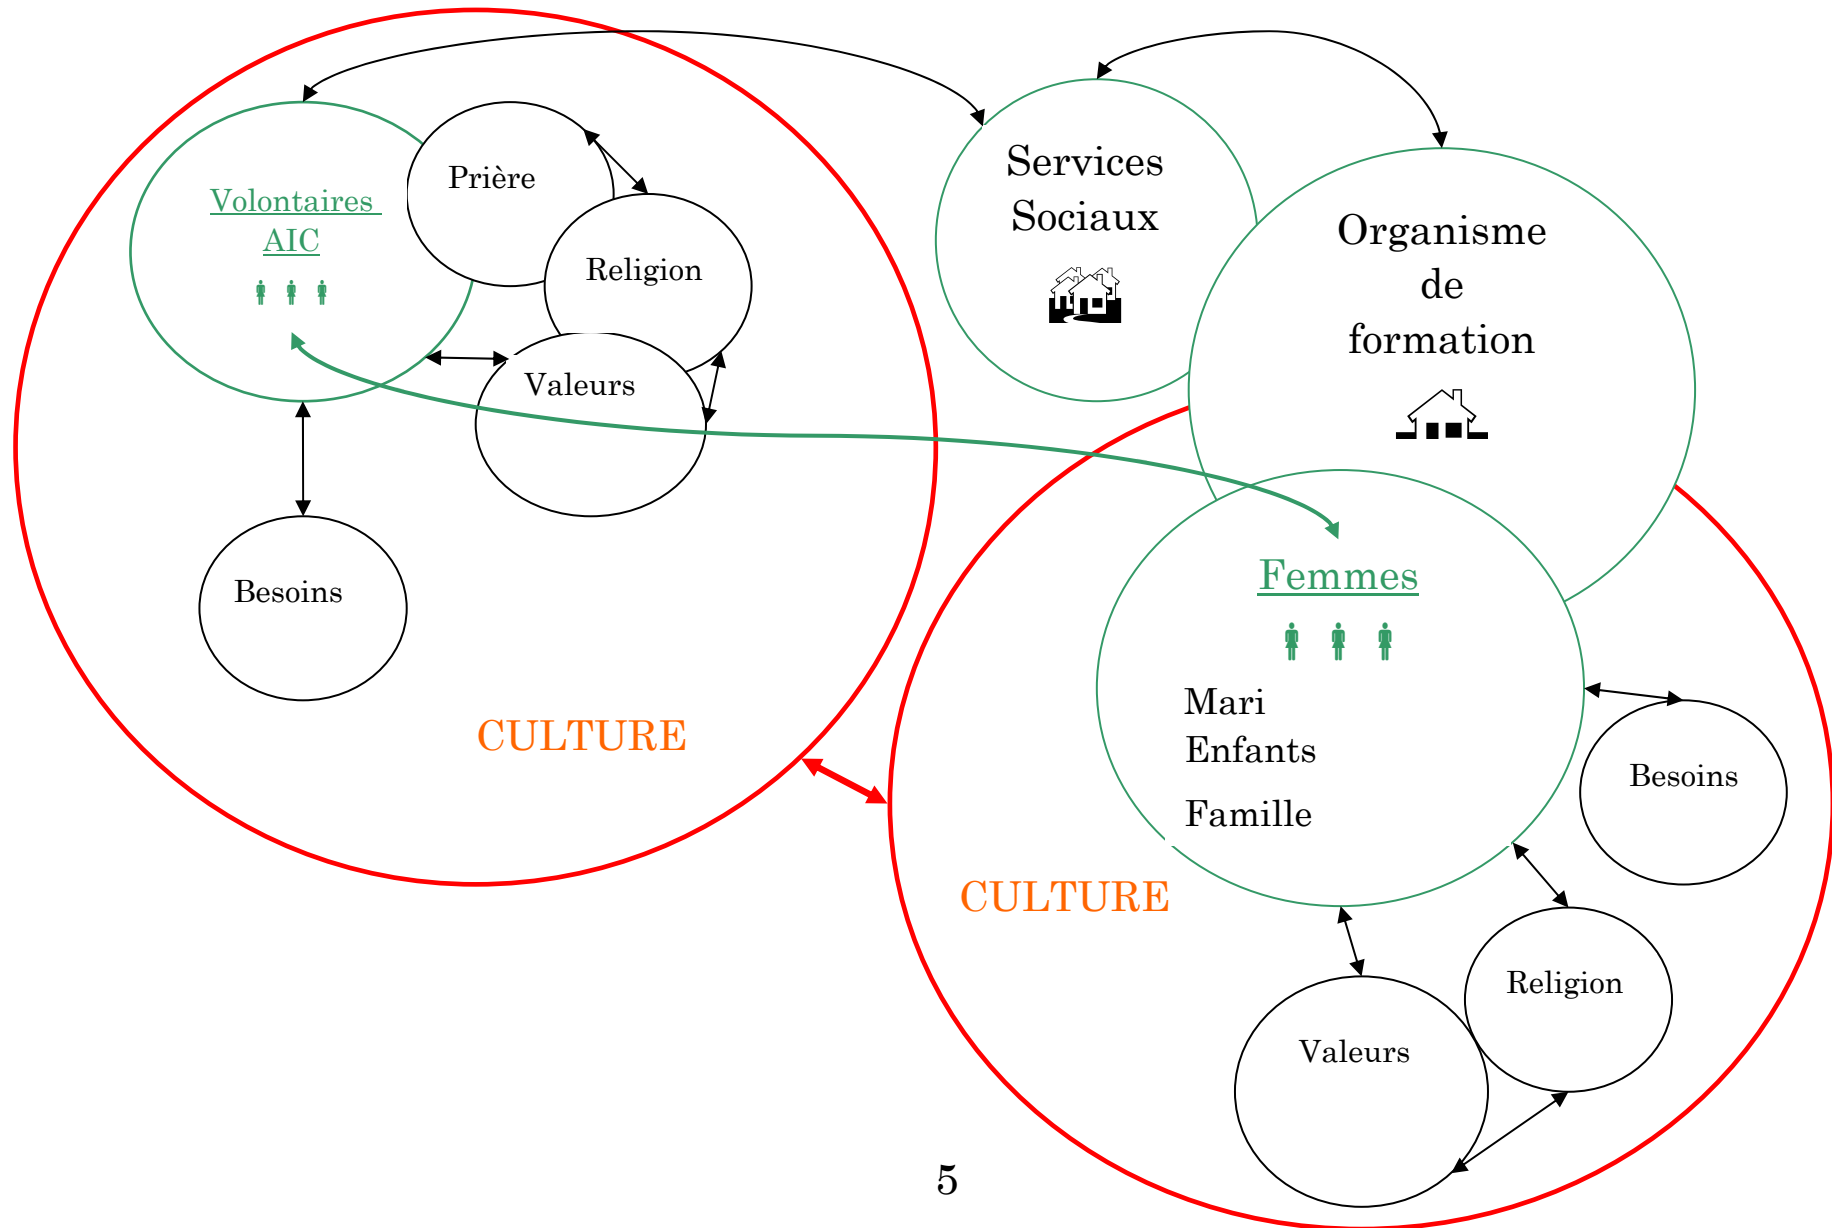 Prière
Volontaires
AIC
Religion
Valeurs
Besoins
CULTURE
Services
Sociaux
Organisme
de
formation
Femmes
Mari
Enfants
Famille
Besoins
CULTURE
Religion
Valeurs
5